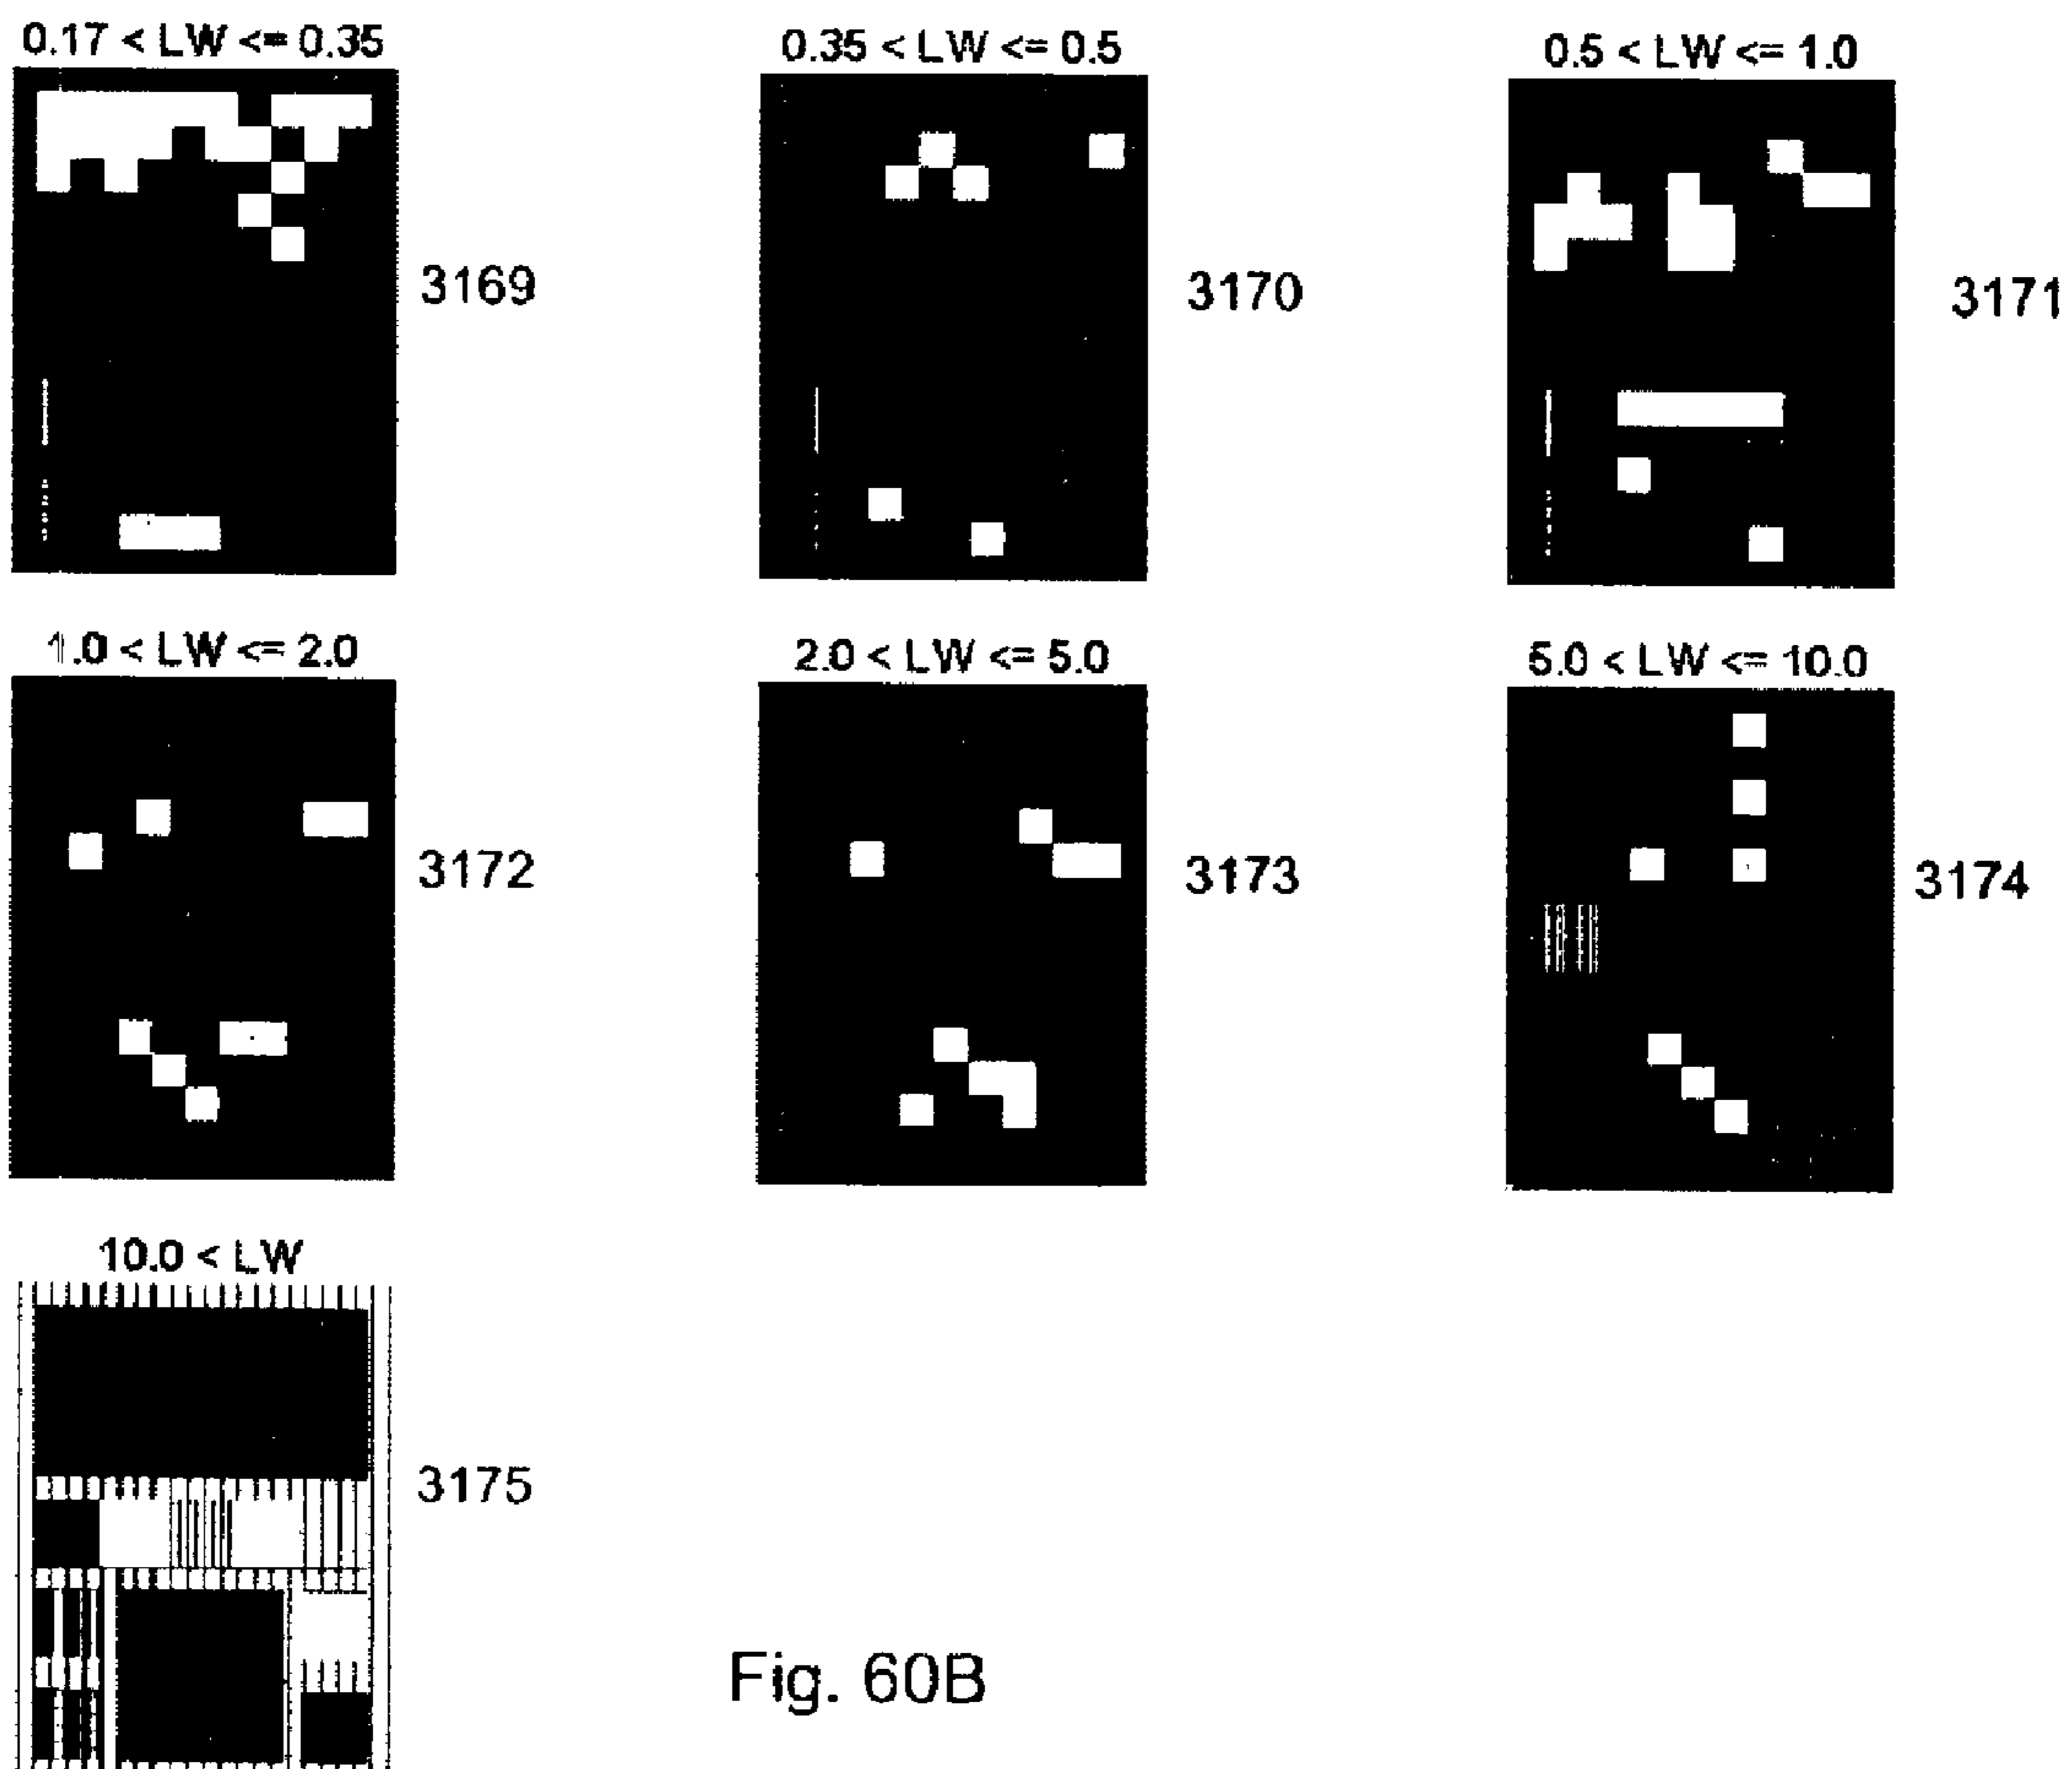 0.17 < LW <= 0.35
0.35 < LW <= 0.5
0.5 < LW <= 1.0
3169
3170
3171
1.0 < LW <= 2.0
2.0 < LW <= 5.0
5.0 < LW <= 10.0
3172
3173
3174
10.0 < LW
3175
Fig. 60B